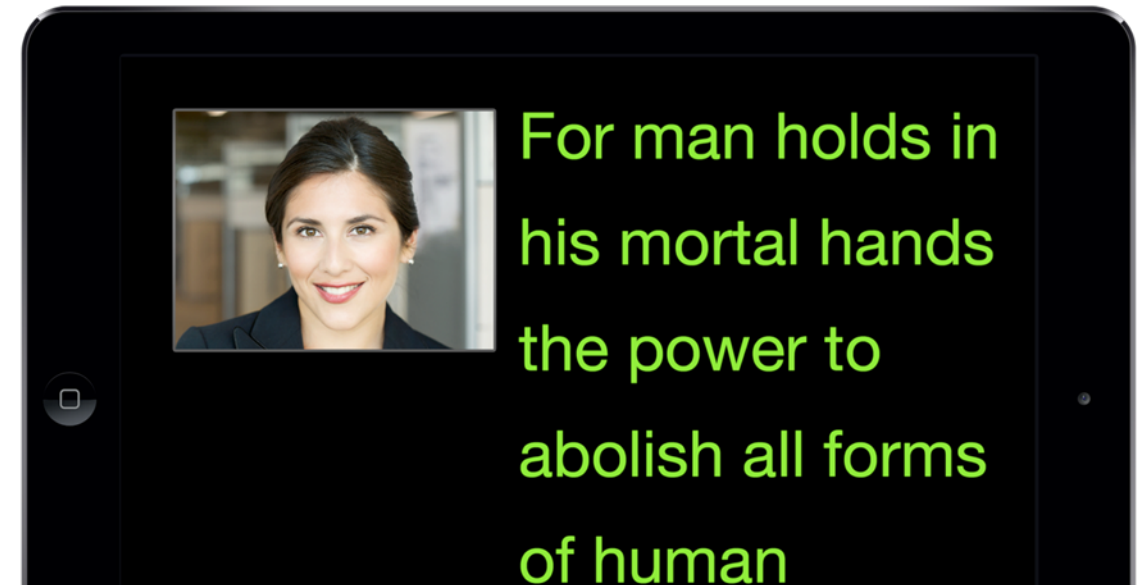 For man holds in
his mortal hands
the power to
abolish all forms
of human